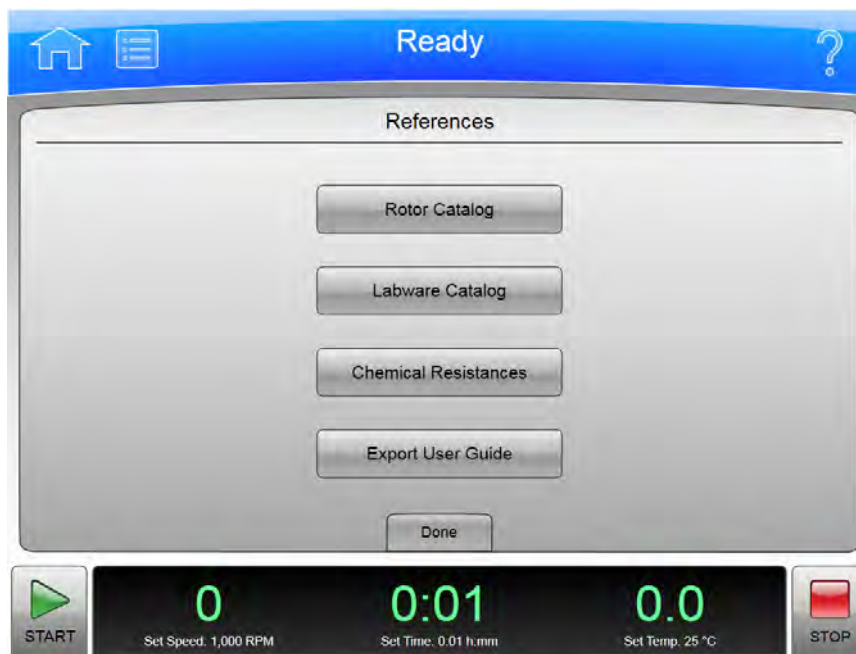 Ready
References
Rotor Catalog
Labware Catalog
Chemical Resistances
Export User Guide
Done
START
0
0:01
0.0
Set Speed. 1,000 RPM
Set Time. 0.01 h:mm
Set Temp. 25 °C
STOP